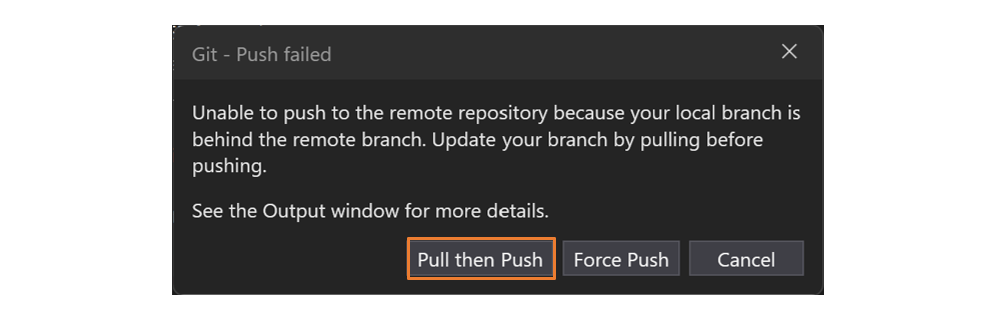 Git - Push failed
Unable to push to the remote repository because your local branch is
behind the remote branch. Update your branch by pulling before
pushing.
See the Output window for more details.
Pull then Push
Force Push
Cancel